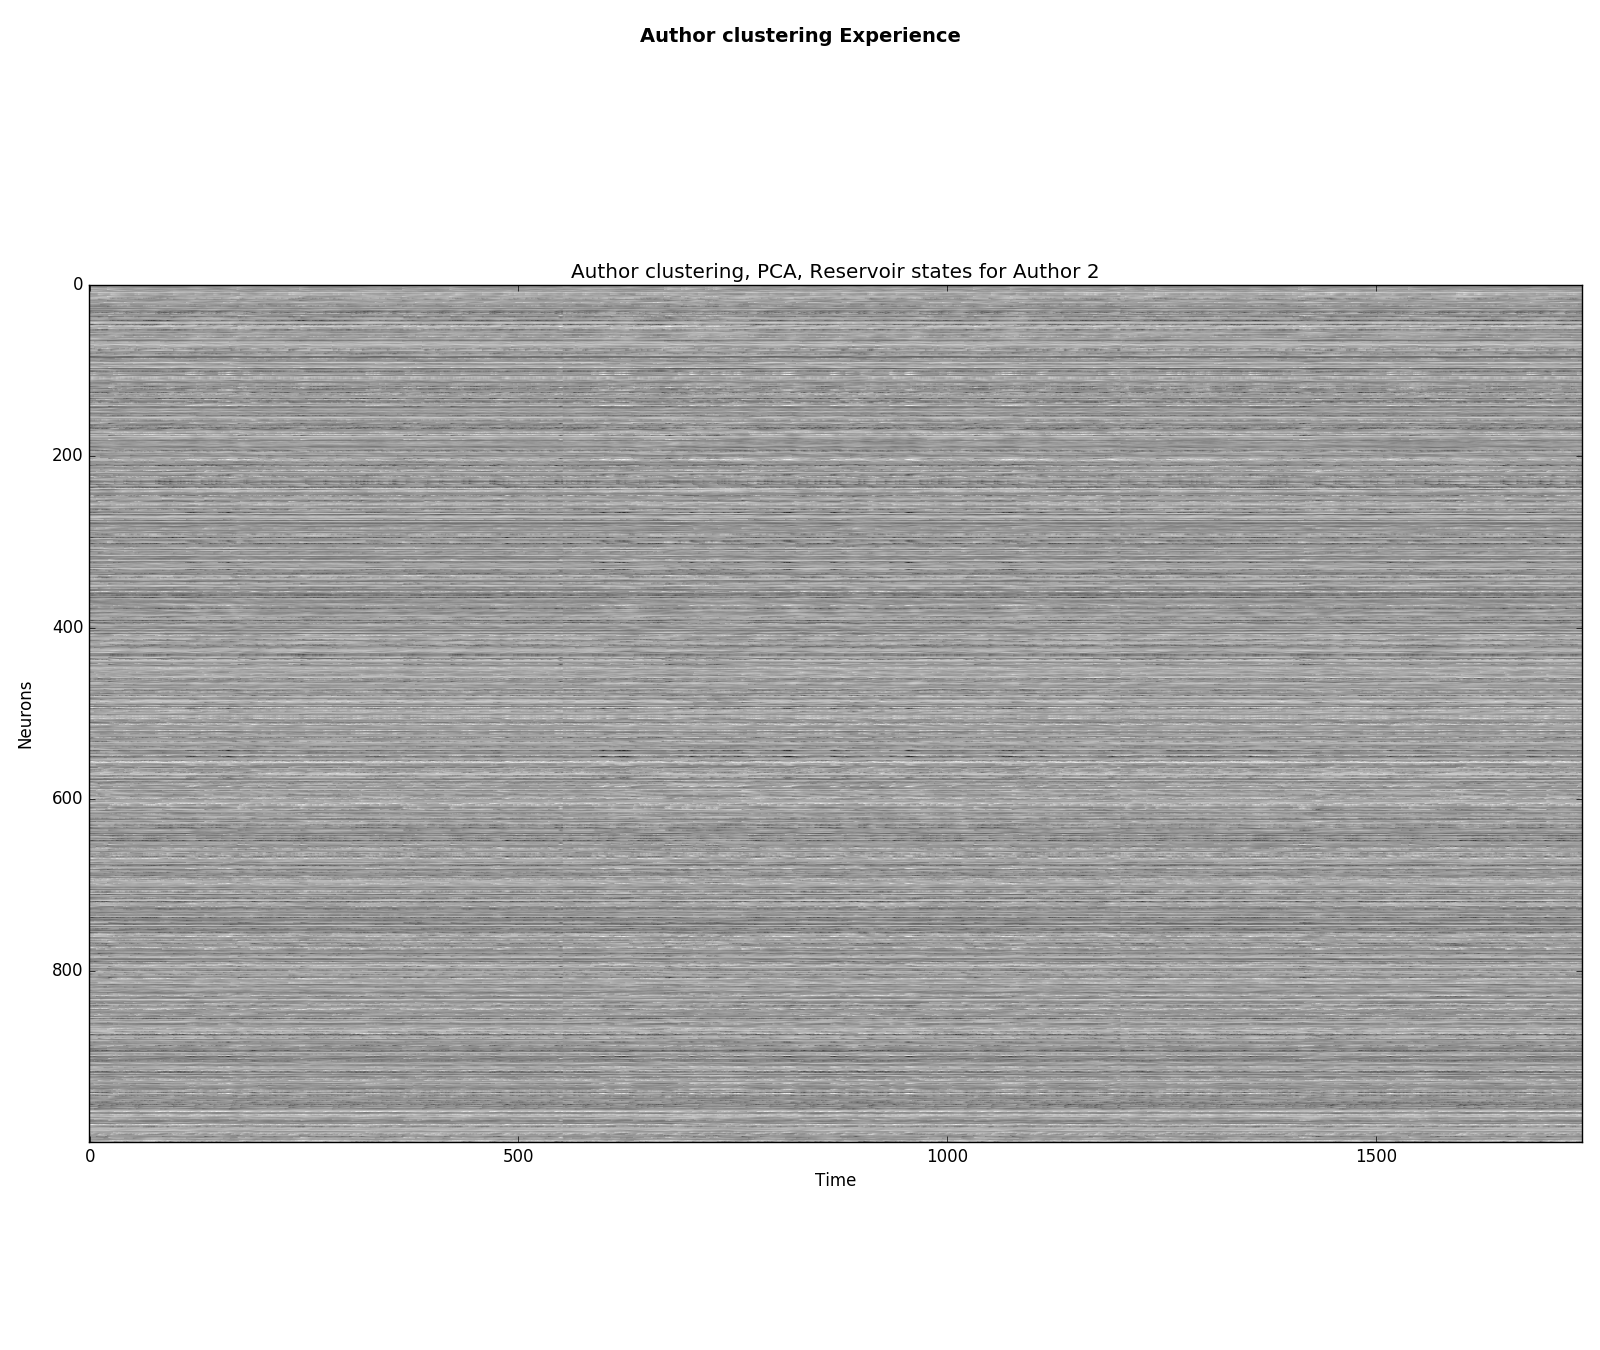 Author clustering Experience
Author clustering, PCA, Reservoir states for Author 2
0
200
400
600
800
Neurons
0 500 1000 1500
Time